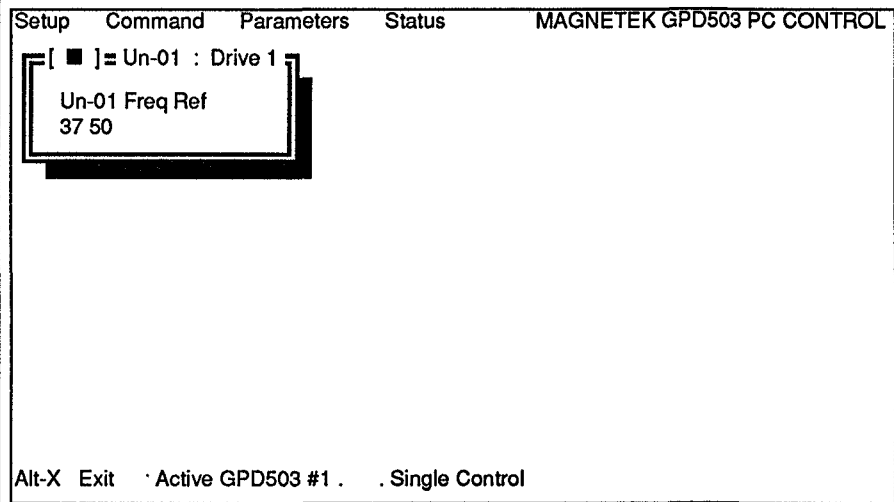 Setup Command Parameters Status MAGNETEK GPD503 PC CONTROL
[ ■ ] Un-01 : Drive 1
Un-01 Freq Ref
37 50
Alt-X Exit · Active GPD503 #1 . . Single Control